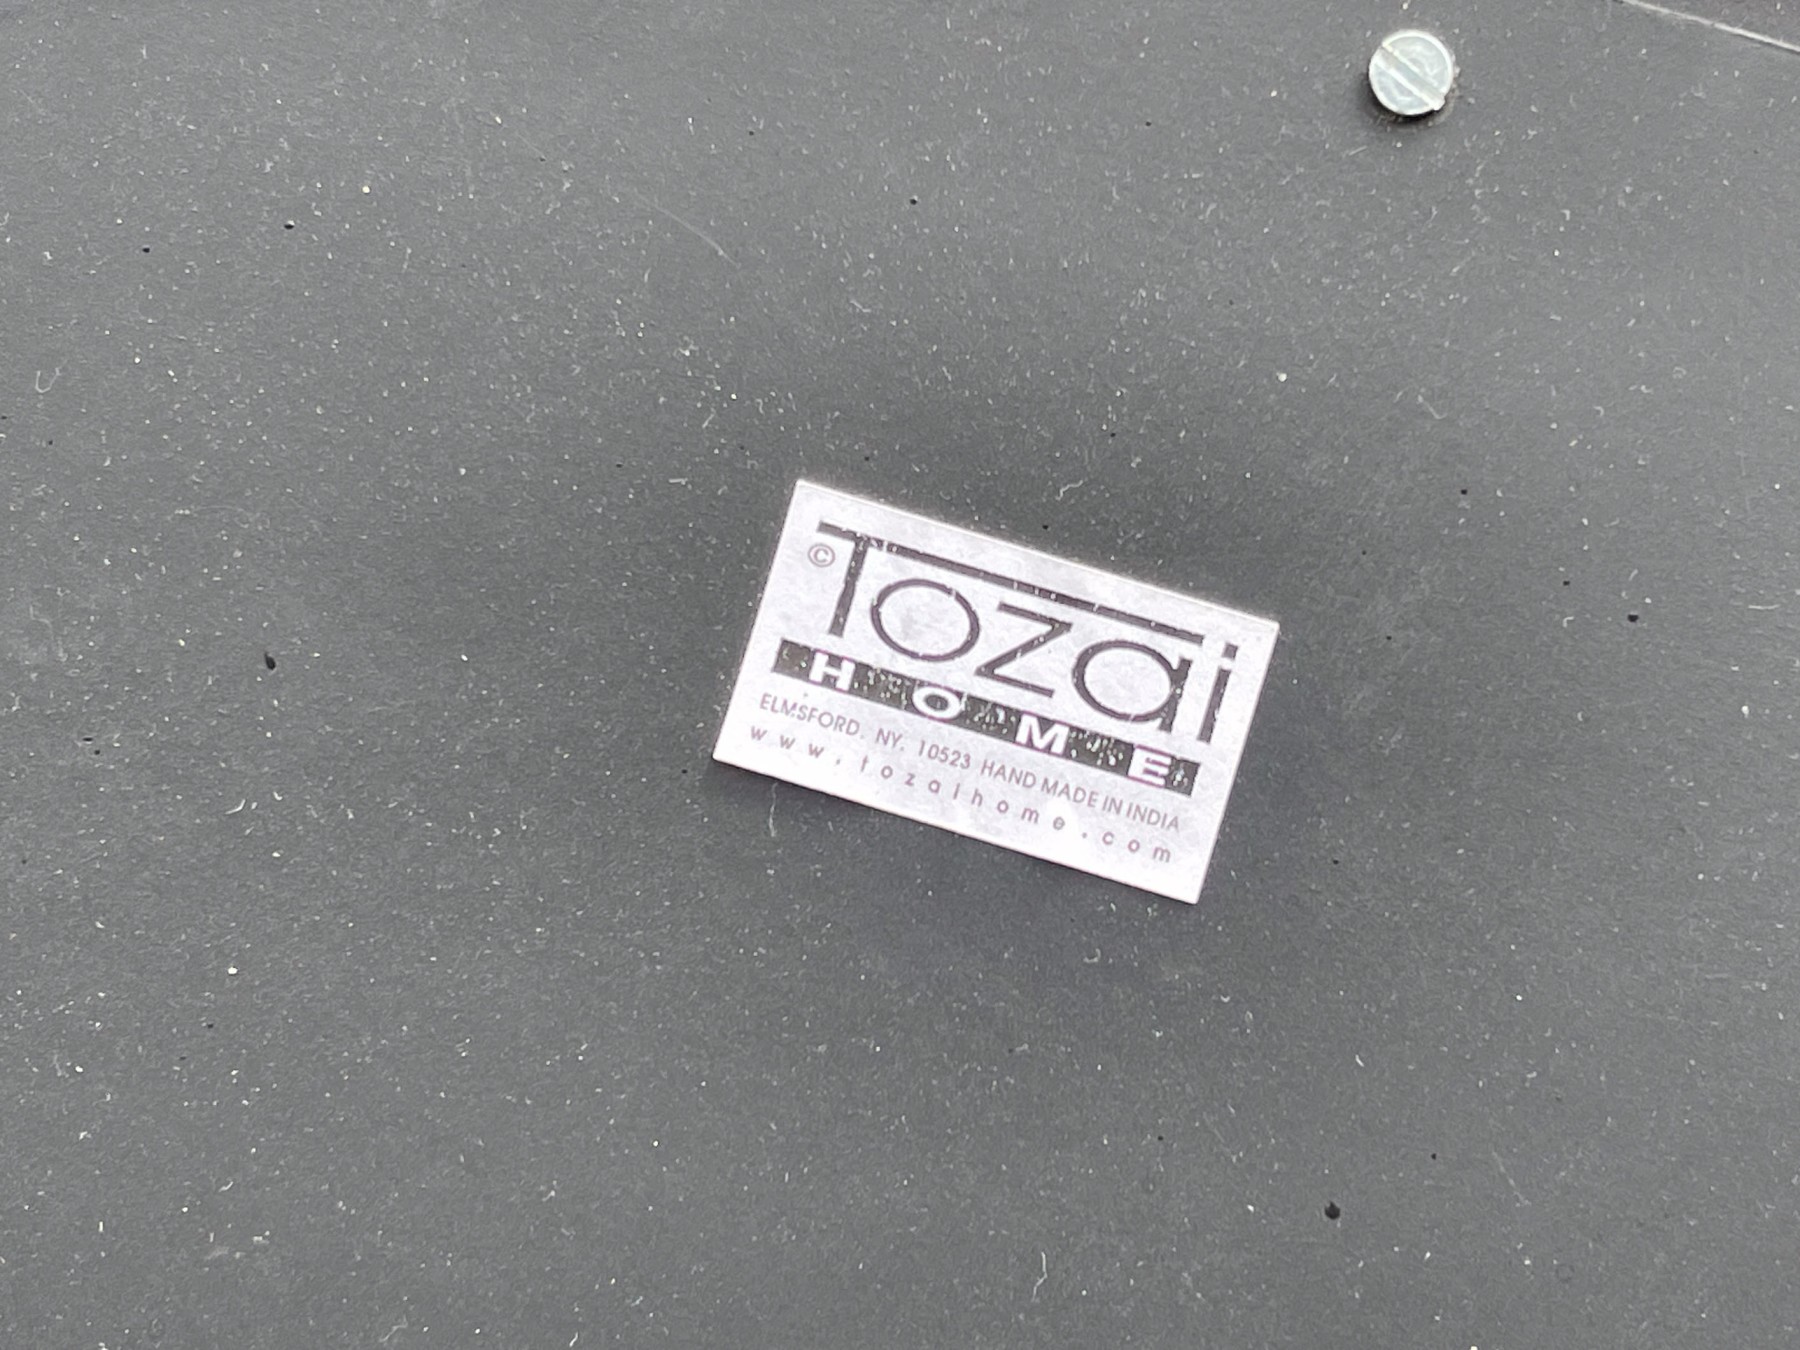 © Tozai
HOME
ELMSFORD. NY. 10523 HAND MADE IN INDIA
www.tozaihome.com